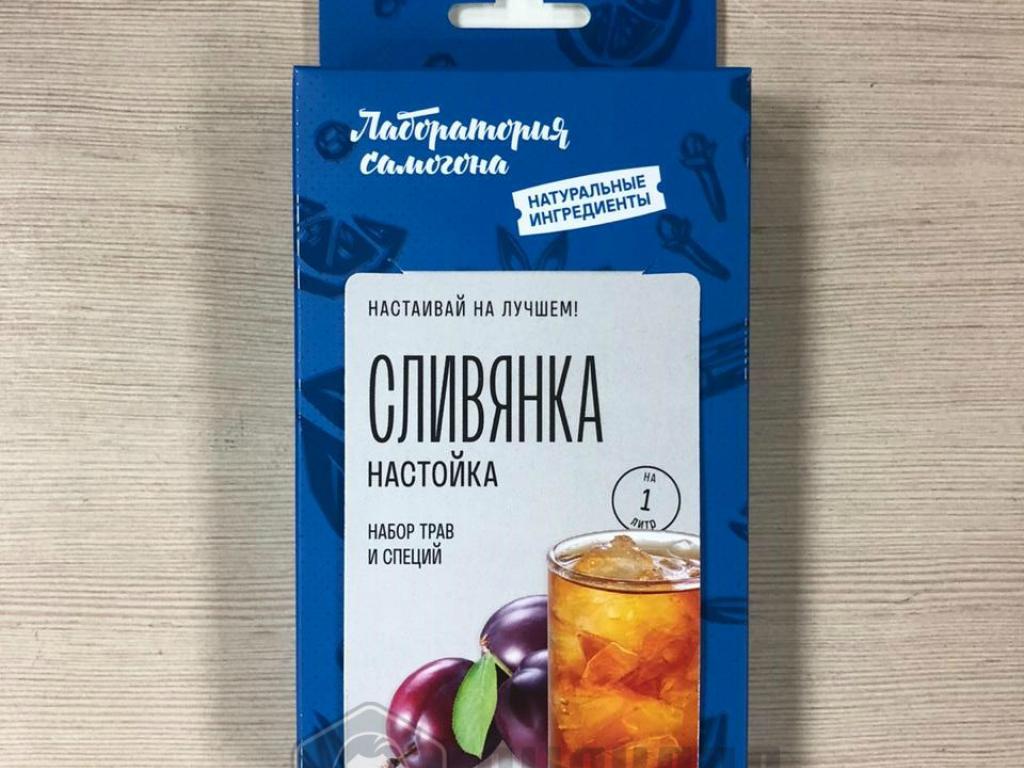 Лаборатория
самогона
НАТУРАЛЬНЫЕ
ИНГРЕДИЕНТЫ
НАСТАИВАЙ НА ЛУЧШЕМ!
СЛИВЯНКА
НАСТОЙКА
НА
1
ЛИТР
НАБОР ТРАВ
И СПЕЦИЙ